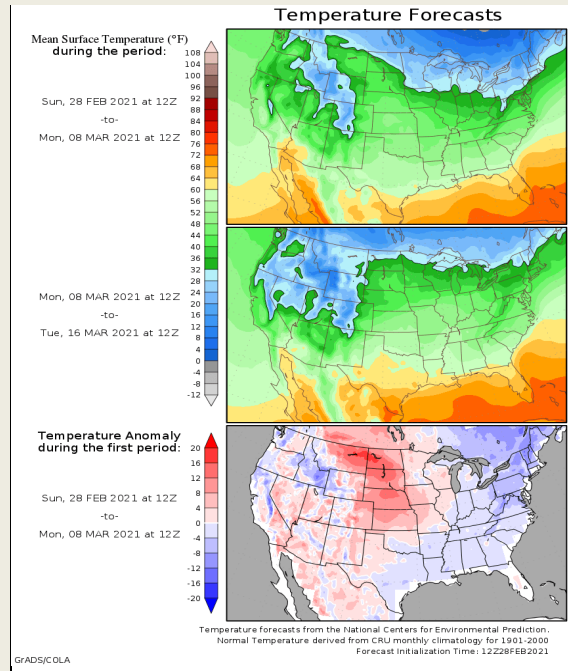 Temperature Forecasts
Mean Surface Temperature (°F)
during the period:
Sun, 28 FEB 2021 at 12Z
-to-
Mon, 08 MAR 2021 at 12Z
108
104
100
96
92
88
84
80
76
72
68
64
60
56
52
48
44
40
36
32
28
24
20
16
12
8
4
0
-4
-8
-12
Mon, 08 MAR 2021 at 12Z
-to-
Tue, 16 MAR 2021 at 12Z
Temperature Anomaly
during the first period:
Sun, 28 FEB 2021 at 12Z
-to-
Mon, 08 MAR 2021 at 12Z
20
16
12
8
4
0
-4
-8
-12
-16
-20
Temperature forecasts from the National Centers for Environmental Prediction.
Normal Temperature derived from CRU monthly climatology for 1901-2000
Forecast Initialization Time: 12Z28FEB2021
GrADS/COLA